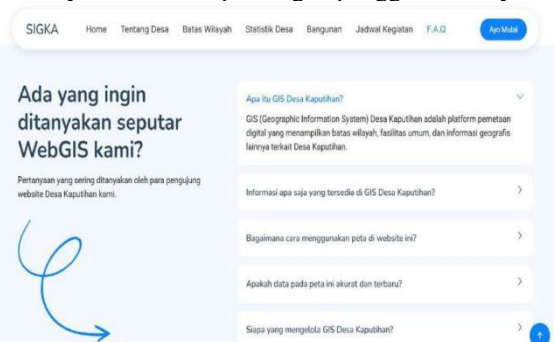 SIGKA
Home Tentang Desa Batas Wilayah Statistik Desa Bangunan Jadwal Kegiatan F.A.Q Ayo Mulai
Ada yang ingin
ditanyakan seputar
WebGIS kami?
Pertanyaan yang sering ditanyakan oleh para pengujung
website Desa Kaputihan kami.
Apa itu GIS Desa Kaputihan?
GIS (Geographic Information System) Desa Kaputihan adalah platform pemetaan
digital yang menampilkan batas wilayah, fasilitas umum, dan informasi geografis
lainnya terkait Desa Kaputihan.
Informasi apa saja yang tersedia di GIS Desa Kaputihan?
Bagaimana cara menggunakan peta di website ini?
Apakah data pada peta ini akurat dan terbaru?
Siapa yang mengelola GIS Desa Kaputihan?